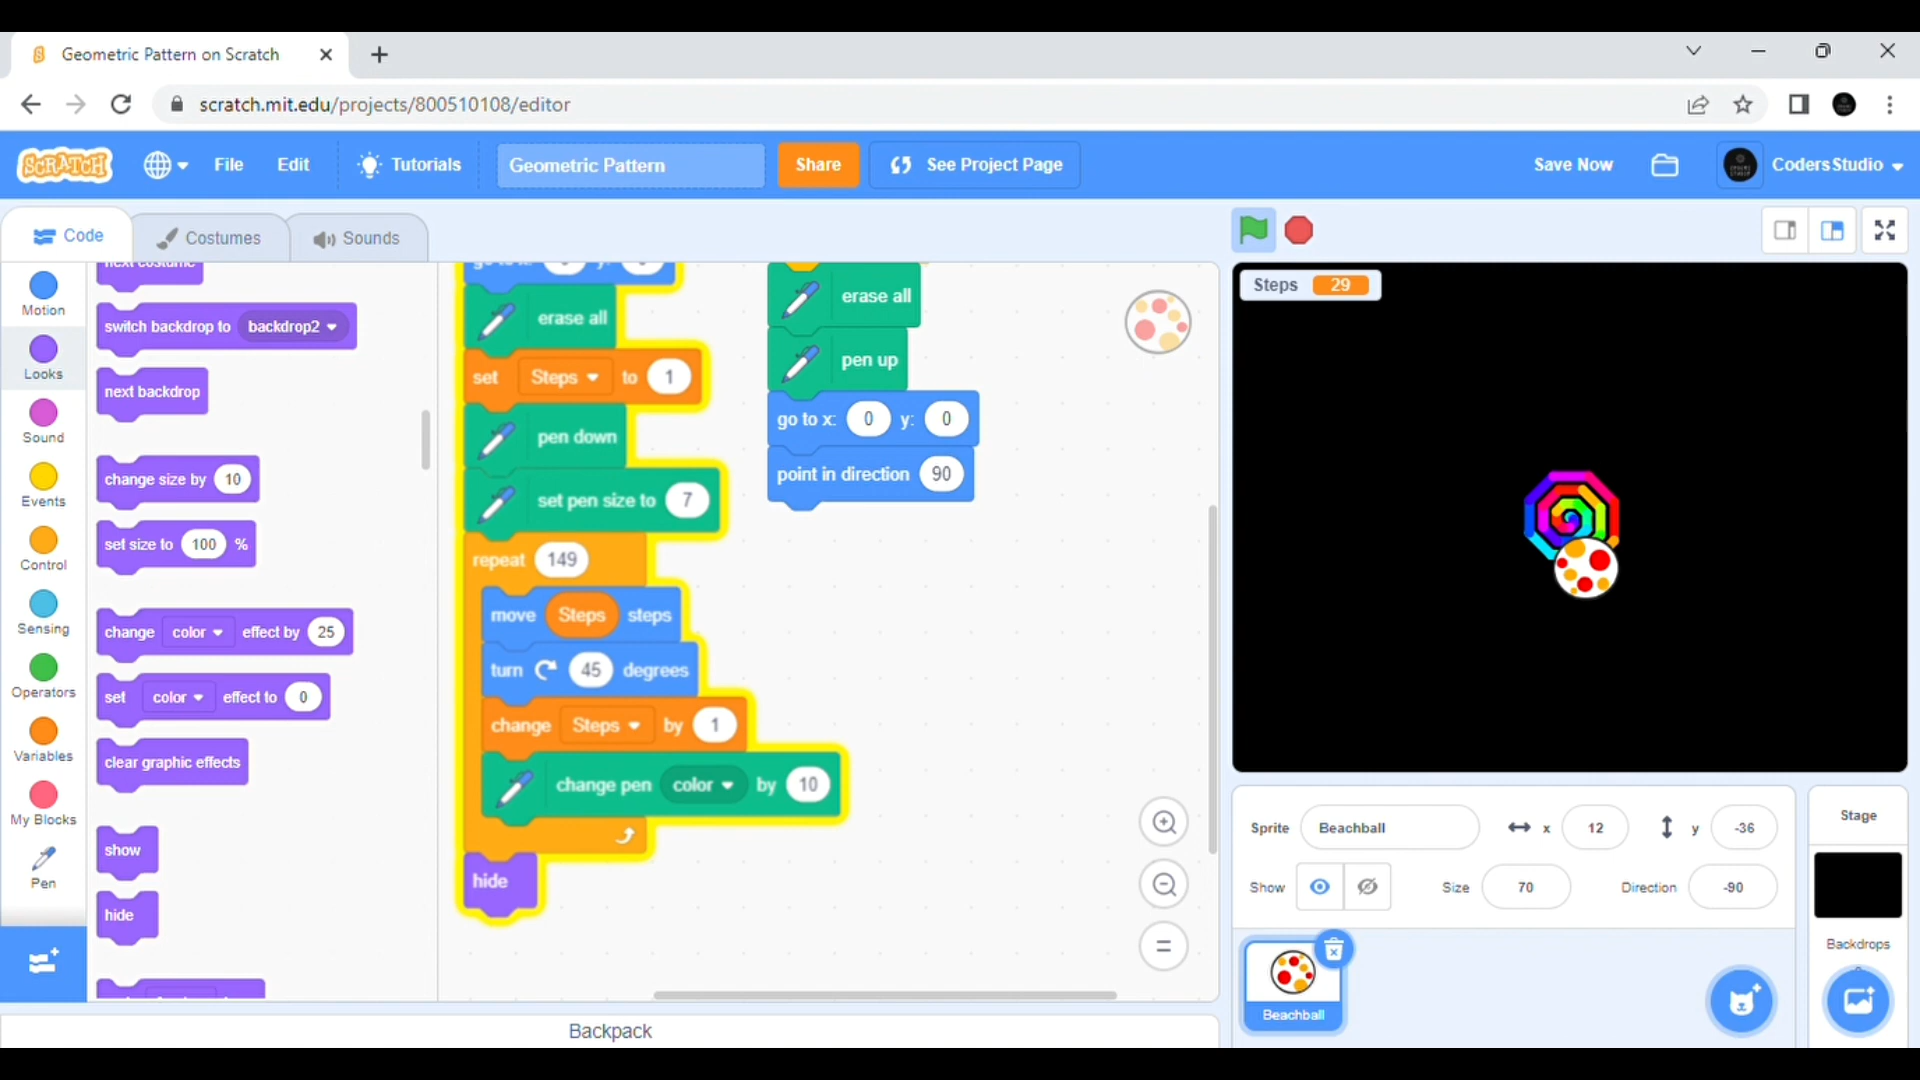 Geometric Pattern on Scratch
scratch.mit.edu/projects/800510108/editor
SCRATCH
File
Edit
Tutorials
Geometric Pattern
Share
See Project Page
Save Now
CodersStudio
Code
Costumes
Sounds
Motion
Looks
Sound
Events
Control
Sensing
Operators
Variables
My Blocks
Pen
next costume
switch backdrop to backdrop2
next backdrop
change size by 10
set size to 100 %
change color effect by 25
set color effect to 0
clear graphic effects
show
hide
erase all
set Steps to 1
pen down
set pen size to 7
repeat 149
move Steps steps
turn 45 degrees
change Steps by 1
change pen color by 10
hide
erase all
pen up
go to x: 0 y: 0
point in direction 90
Steps 29
Sprite Beachball x 12 y -36
Show Size 70 Direction -90
Beachball
Stage
Backdrops
Backpack